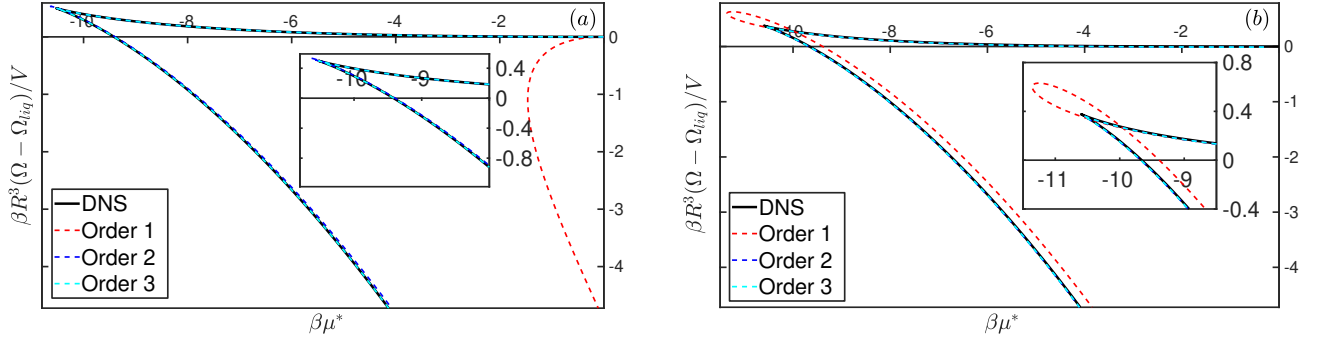 (a)
-10
-8
-6
-4
-2
0
-1
-2
-3
-4
0.4
0
-0.4
-0.8
-10
-9
DNS
Order 1
Order 2
Order 3
βR³(Ω − Ω_liq)/V
βμ*
(b)
-10
-8
-6
-4
-2
0
-1
-2
-3
-4
0.8
0.4
0
-0.4
-11
-10
-9
DNS
Order 1
Order 2
Order 3
βR³(Ω − Ω_liq)/V
βμ*